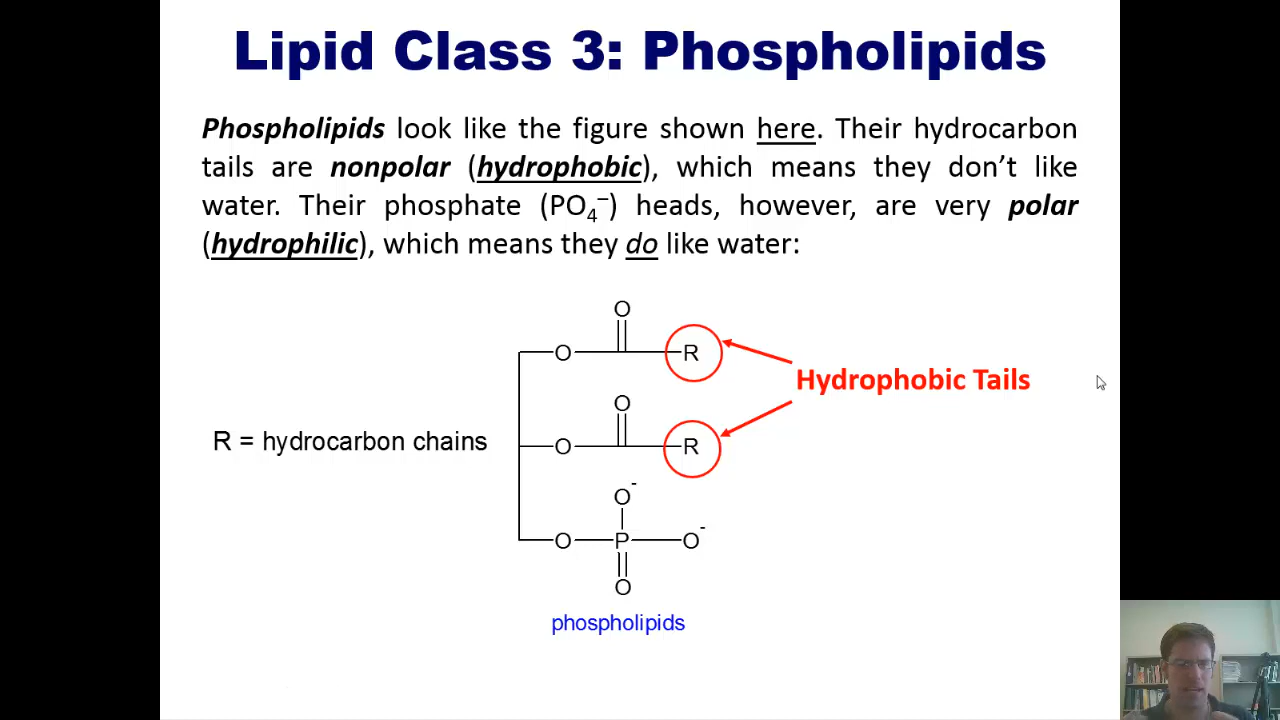 Lipid Class 3: Phospholipids
Phospholipids look like the figure shown here. Their hydrocarbon
tails are nonpolar (hydrophobic), which means they don’t like
water. Their phosphate (PO₄⁻) heads, however, are very polar
(hydrophilic), which means they do like water:
O
O R
Hydrophobic Tails
O
R = hydrocarbon chains
O R
O⁻
O P O⁻
O
phospholipids